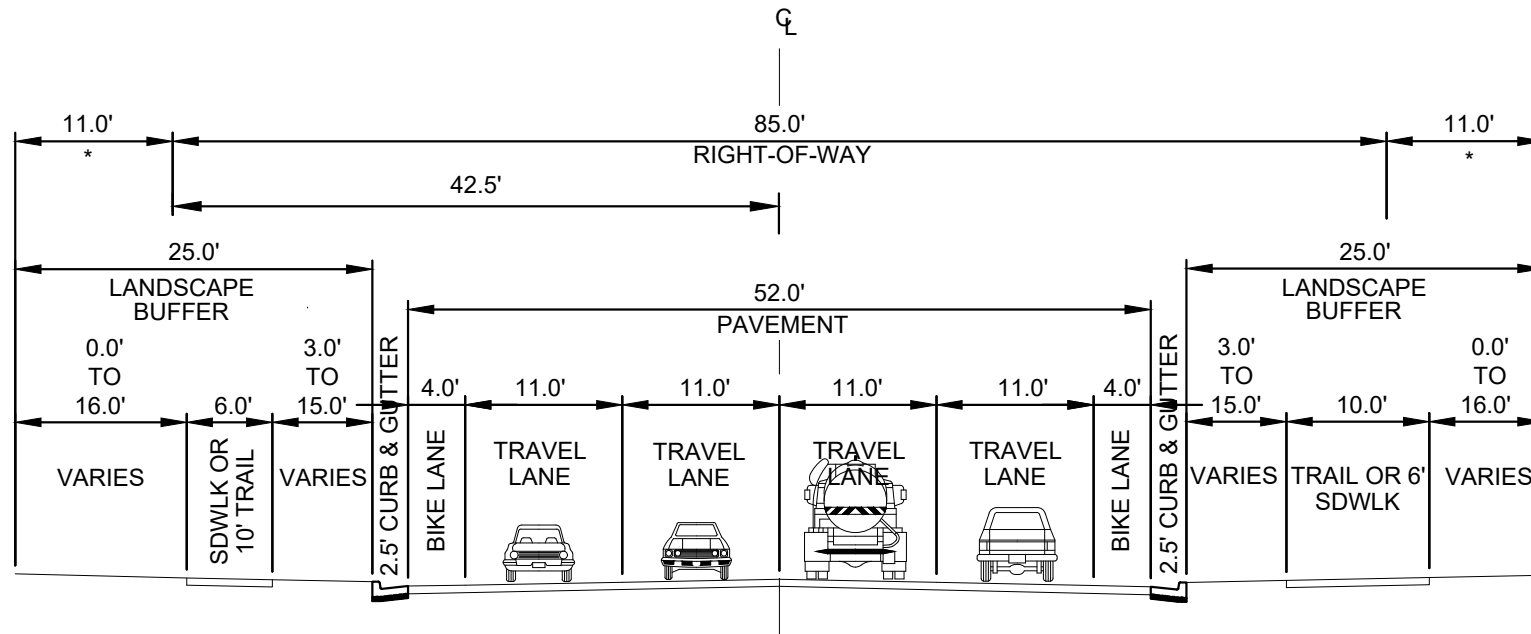 ℄
11.0'
*
85.0'
RIGHT-OF-WAY
11.0'
*
42.5'
25.0'
LANDSCAPE
BUFFER
52.0'
PAVEMENT
25.0'
LANDSCAPE
BUFFER
0.0'
TO
16.0'
6.0'
3.0'
TO
15.0'
4.0'
11.0'
11.0'
11.0'
11.0'
4.0'
3.0'
TO
15.0'
10.0'
0.0'
TO
16.0'
VARIES
SDWLK OR
10' TRAIL
VARIES
2.5' CURB & GUTTER
BIKE LANE
TRAVEL
LANE
TRAVEL
LANE
TRAVEL
LANE
TRAVEL
LANE
BIKE LANE
2.5' CURB & GUTTER
VARIES
TRAIL OR 6'
SDWLK
VARIES